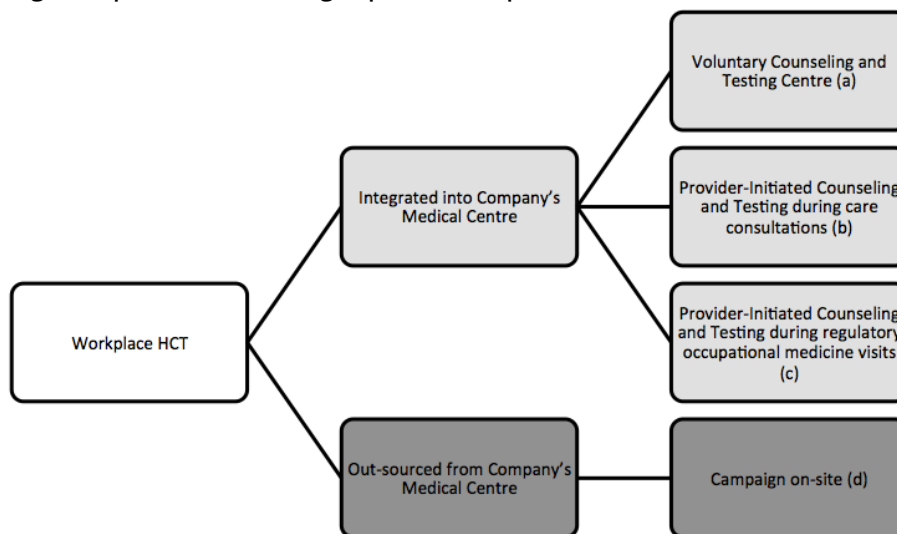 Voluntary Counseling and
Testing Centre (a)
Integrated into Company's
Medical Centre
Provider-Initiated Counseling
and Testing during care
consultations (b)
Workplace HCT
Provider-Initiated Counseling
and Testing during regulatory
occupational medicine visits
(c)
Out-sourced from Company's
Medical Centre
Campaign on-site (d)